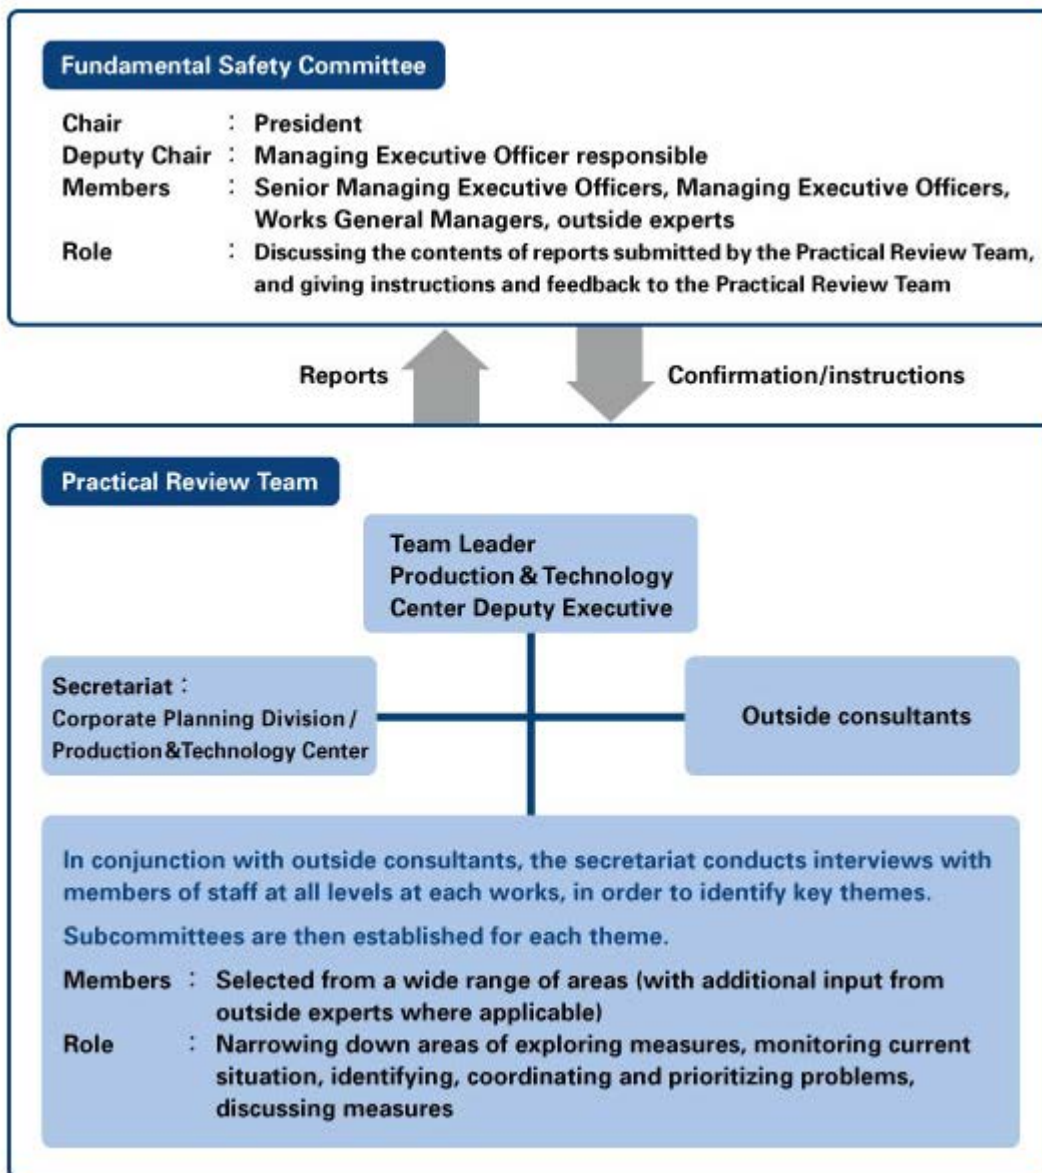 Fundamental Safety Committee
Chair : President
Deputy Chair : Managing Executive Officer responsible
Members : Senior Managing Executive Officers, Managing Executive Officers,
Works General Managers, outside experts
Role : Discussing the contents of reports submitted by the Practical Review Team,
and giving instructions and feedback to the Practical Review Team
Reports
Confirmation/instructions
Practical Review Team
Team Leader
Production & Technology
Center Deputy Executive
Secretariat :
Corporate Planning Division /
Production & Technology Center
Outside consultants
In conjunction with outside consultants, the secretariat conducts interviews with
members of staff at all levels at each works, in order to identify key themes.
Subcommittees are then established for each theme.
Members : Selected from a wide range of areas (with additional input from
outside experts where applicable)
Role : Narrowing down areas of exploring measures, monitoring current
situation, identifying, coordinating and prioritizing problems,
discussing measures